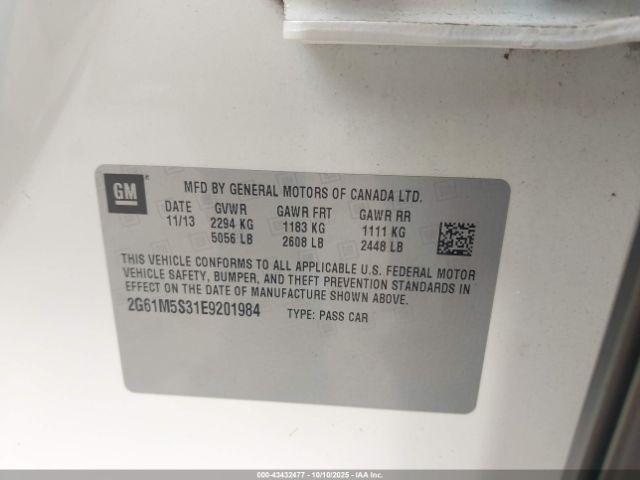 GM
MFD BY GENERAL MOTORS OF CANADA LTD.
DATE GVWR GAWR FRT GAWR RR
11/13 2294 KG 1183 KG 1111 KG
5056 LB 2608 LB 2448 LB
THIS VEHICLE CONFORMS TO ALL APPLICABLE U.S. FEDERAL MOTOR
VEHICLE SAFETY, BUMPER, AND THEFT PREVENTION STANDARDS IN
EFFECT ON THE DATE OF MANUFACTURE SHOWN ABOVE.
2G61M5S31E9201984 TYPE: PASS CAR
000-43432477 - 10/10/2025 - IAA Inc.